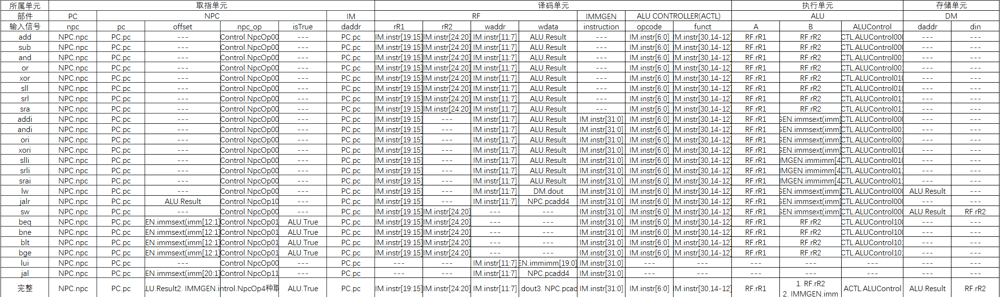 所属单元 取指单元 译码单元 执行单元 存储单元
部件 PC NPC IM RF IMMGEN ALU CONTROLLER(ACTL) ALU DM
输入信号 npc pc offset npc_op isTrue daddr rR1 rR2 waddr wdata instruction opcode funct A B ALUControl daddr din
add NPC.npc PC.pc --- Control.NpcOp00 --- PC.pc IM.instr[19:15] IM.instr[24:20] IM.instr[11:7] ALU.Result --- IM.instr[6:0] IM.instr[30,14-12] RF.rR1 RF.rR2 CTL.ALUControl000 --- ---
sub NPC.npc PC.pc --- Control.NpcOp00 --- PC.pc IM.instr[19:15] IM.instr[24:20] IM.instr[11:7] ALU.Result --- IM.instr[6:0] IM.instr[30,14-12] RF.rR1 RF.rR2 CTL.ALUControl000 --- ---
and NPC.npc PC.pc --- Control.NpcOp00 --- PC.pc IM.instr[19:15] IM.instr[24:20] IM.instr[11:7] ALU.Result --- IM.instr[6:0] IM.instr[30,14-12] RF.rR1 RF.rR2 CTL.ALUControl001 --- ---
or NPC.npc PC.pc --- Control.NpcOp00 --- PC.pc IM.instr[19:15] IM.instr[24:20] IM.instr[11:7] ALU.Result --- IM.instr[6:0] IM.instr[30,14-12] RF.rR1 RF.rR2 CTL.ALUControl001 --- ---
xor NPC.npc PC.pc --- Control.NpcOp00 --- PC.pc IM.instr[19:15] IM.instr[24:20] IM.instr[11:7] ALU.Result --- IM.instr[6:0] IM.instr[30,14-12] RF.rR1 RF.rR2 CTL.ALUControl010 --- ---
sll NPC.npc PC.pc --- Control.NpcOp00 --- PC.pc IM.instr[19:15] IM.instr[24:20] IM.instr[11:7] ALU.Result --- IM.instr[6:0] IM.instr[30,14-12] RF.rR1 RF.rR2 CTL.ALUControl010 --- ---
srl NPC.npc PC.pc --- Control.NpcOp00 --- PC.pc IM.instr[19:15] IM.instr[24:20] IM.instr[11:7] ALU.Result --- IM.instr[6:0] IM.instr[30,14-12] RF.rR1 RF.rR2 CTL.ALUControl011 --- ---
sra NPC.npc PC.pc --- Control.NpcOp00 --- PC.pc IM.instr[19:15] IM.instr[24:20] IM.instr[11:7] ALU.Result --- IM.instr[6:0] IM.instr[30,14-12] RF.rR1 RF.rR2 CTL.ALUControl011 --- ---
addi NPC.npc PC.pc --- Control.NpcOp00 --- PC.pc IM.instr[19:15] --- IM.instr[11:7] ALU.Result IM.instr[31:0] IM.instr[6:0] IM.instr[30,14-12] RF.rR1 GEN.immsext(imm[ CTL.ALUControl000 --- ---
andi NPC.npc PC.pc --- Control.NpcOp00 --- PC.pc IM.instr[19:15] --- IM.instr[11:7] ALU.Result IM.instr[31:0] IM.instr[6:0] IM.instr[30,14-12] RF.rR1 GEN.immsext(imm[ CTL.ALUControl001 --- ---
ori NPC.npc PC.pc --- Control.NpcOp00 --- PC.pc IM.instr[19:15] --- IM.instr[11:7] ALU.Result IM.instr[31:0] IM.instr[6:0] IM.instr[30,14-12] RF.rR1 GEN.immsext(imm[ CTL.ALUControl001 --- ---
xori NPC.npc PC.pc --- Control.NpcOp00 --- PC.pc IM.instr[19:15] --- IM.instr[11:7] ALU.Result IM.instr[31:0] IM.instr[6:0] IM.instr[30,14-12] RF.rR1 GEN.immsext(imm[ CTL.ALUControl010 --- ---
slli NPC.npc PC.pc --- Control.NpcOp00 --- PC.pc IM.instr[19:15] --- IM.instr[11:7] ALU.Result IM.instr[31:0] IM.instr[6:0] IM.instr[30,14-12] RF.rR1 IMGEN.immimm[4 CTL.ALUControl010 --- ---
srli NPC.npc PC.pc --- Control.NpcOp00 --- PC.pc IM.instr[19:15] --- IM.instr[11:7] ALU.Result IM.instr[31:0] IM.instr[6:0] IM.instr[30,14-12] RF.rR1 IMGEN.immimm[4 CTL.ALUControl011 --- ---
srai NPC.npc PC.pc --- Control.NpcOp00 --- PC.pc IM.instr[19:15] --- IM.instr[11:7] ALU.Result IM.instr[31:0] IM.instr[6:0] IM.instr[30,14-12] RF.rR1 IMGEN.immimm[4 CTL.ALUControl011 --- ---
lw NPC.npc PC.pc --- Control.NpcOp00 --- PC.pc IM.instr[19:15] --- IM.instr[11:7] DM.dout IM.instr[31:0] IM.instr[6:0] IM.instr[30,14-12] RF.rR1 GEN.immsext(imm[ CTL.ALUControl000 ALU.Result ---
jalr NPC.npc PC.pc ALU.Result Control.NpcOp10 --- PC.pc IM.instr[19:15] --- IM.instr[11:7] NPC.pcadd4 IM.instr[31:0] IM.instr[6:0] IM.instr[30,14-12] RF.rR1 GEN.immsext(imm[ CTL.ALUControl000 --- ---
sw NPC.npc PC.pc --- Control.NpcOp00 --- PC.pc IM.instr[19:15] IM.instr[24:20] --- --- IM.instr[31:0] IM.instr[6:0] IM.instr[30,14-12] RF.rR1 GEN.immsext(imm[ CTL.ALUControl000 ALU.Result RF.rR2
beq NPC.npc PC.pc EN.immsext(imm[12:1] Control.NpcOp01 ALU.True PC.pc IM.instr[19:15] IM.instr[24:20] --- --- IM.instr[31:0] IM.instr[6:0] IM.instr[30,14-12] RF.rR1 RF.rR2 CTL.ALUControl100 --- ---
bne NPC.npc PC.pc EN.immsext(imm[12:1] Control.NpcOp01 ALU.True PC.pc IM.instr[19:15] IM.instr[24:20] --- --- IM.instr[31:0] IM.instr[6:0] IM.instr[30,14-12] RF.rR1 RF.rR2 CTL.ALUControl100 --- ---
blt NPC.npc PC.pc EN.immsext(imm[12:1] Control.NpcOp01 ALU.True PC.pc IM.instr[19:15] IM.instr[24:20] --- --- IM.instr[31:0] IM.instr[6:0] IM.instr[30,14-12] RF.rR1 RF.rR2 CTL.ALUControl101 --- ---
bge NPC.npc PC.pc EN.immsext(imm[12:1] Control.NpcOp01 ALU.True PC.pc IM.instr[19:15] IM.instr[24:20] --- --- IM.instr[31:0] IM.instr[6:0] IM.instr[30,14-12] RF.rR1 RF.rR2 CTL.ALUControl101 --- ---
lui NPC.npc PC.pc --- Control.NpcOp00 --- PC.pc --- --- IM.instr[11:7] EN.immimm[19:0] IM.instr[31:0] --- --- --- --- --- --- ---
jal NPC.npc PC.pc EN.immsext(imm[20:1] Control.NpcOp11 --- PC.pc --- --- IM.instr[11:7] NPC.pcadd4 IM.instr[31:0] --- --- --- --- --- --- ---
完整 NPC.npc PC.pc LU.Result2. IMMGEN.i ntrol.NpcOp4种取 ALU.True PC.pc IM.instr[19:15] IM.instr[24:20] IM.instr[11:7] .dout3. NPC.pcad IM.instr[31:0] IM.instr[6:0] IM.instr[30,14-12] RF.rR1 1. RF.rR2
2. IMMGEN.imm ACTL.ALUControl ALU.Result RF.rR2